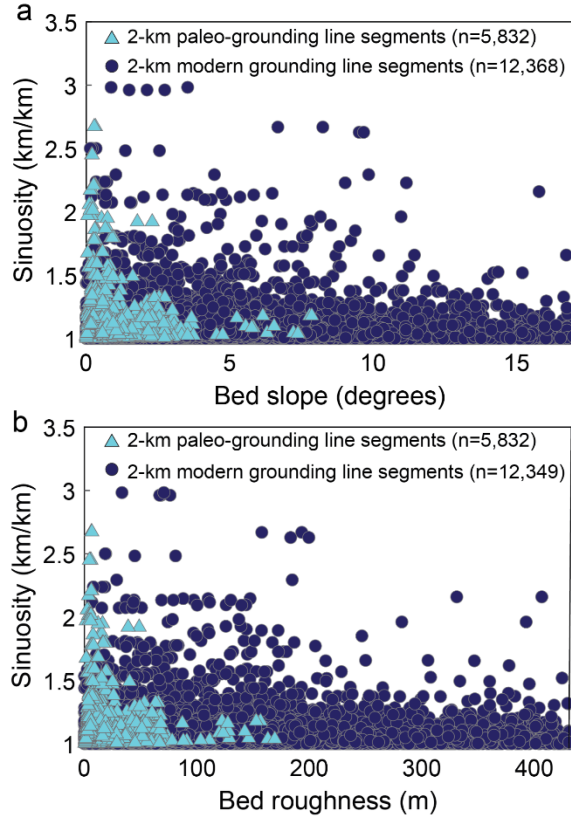 a
3.5
2-km paleo-grounding line segments (n=5,832)
2-km modern grounding line segments (n=12,368)
3
2.5
2
1.5
1
Sinuosity (km/km)
0 5 10 15
Bed slope (degrees)
b
3.5
2-km paleo-grounding line segments (n=5,832)
2-km modern grounding line segments (n=12,349)
3
2.5
2
1.5
1
Sinuosity (km/km)
0 100 200 300 400
Bed roughness (m)